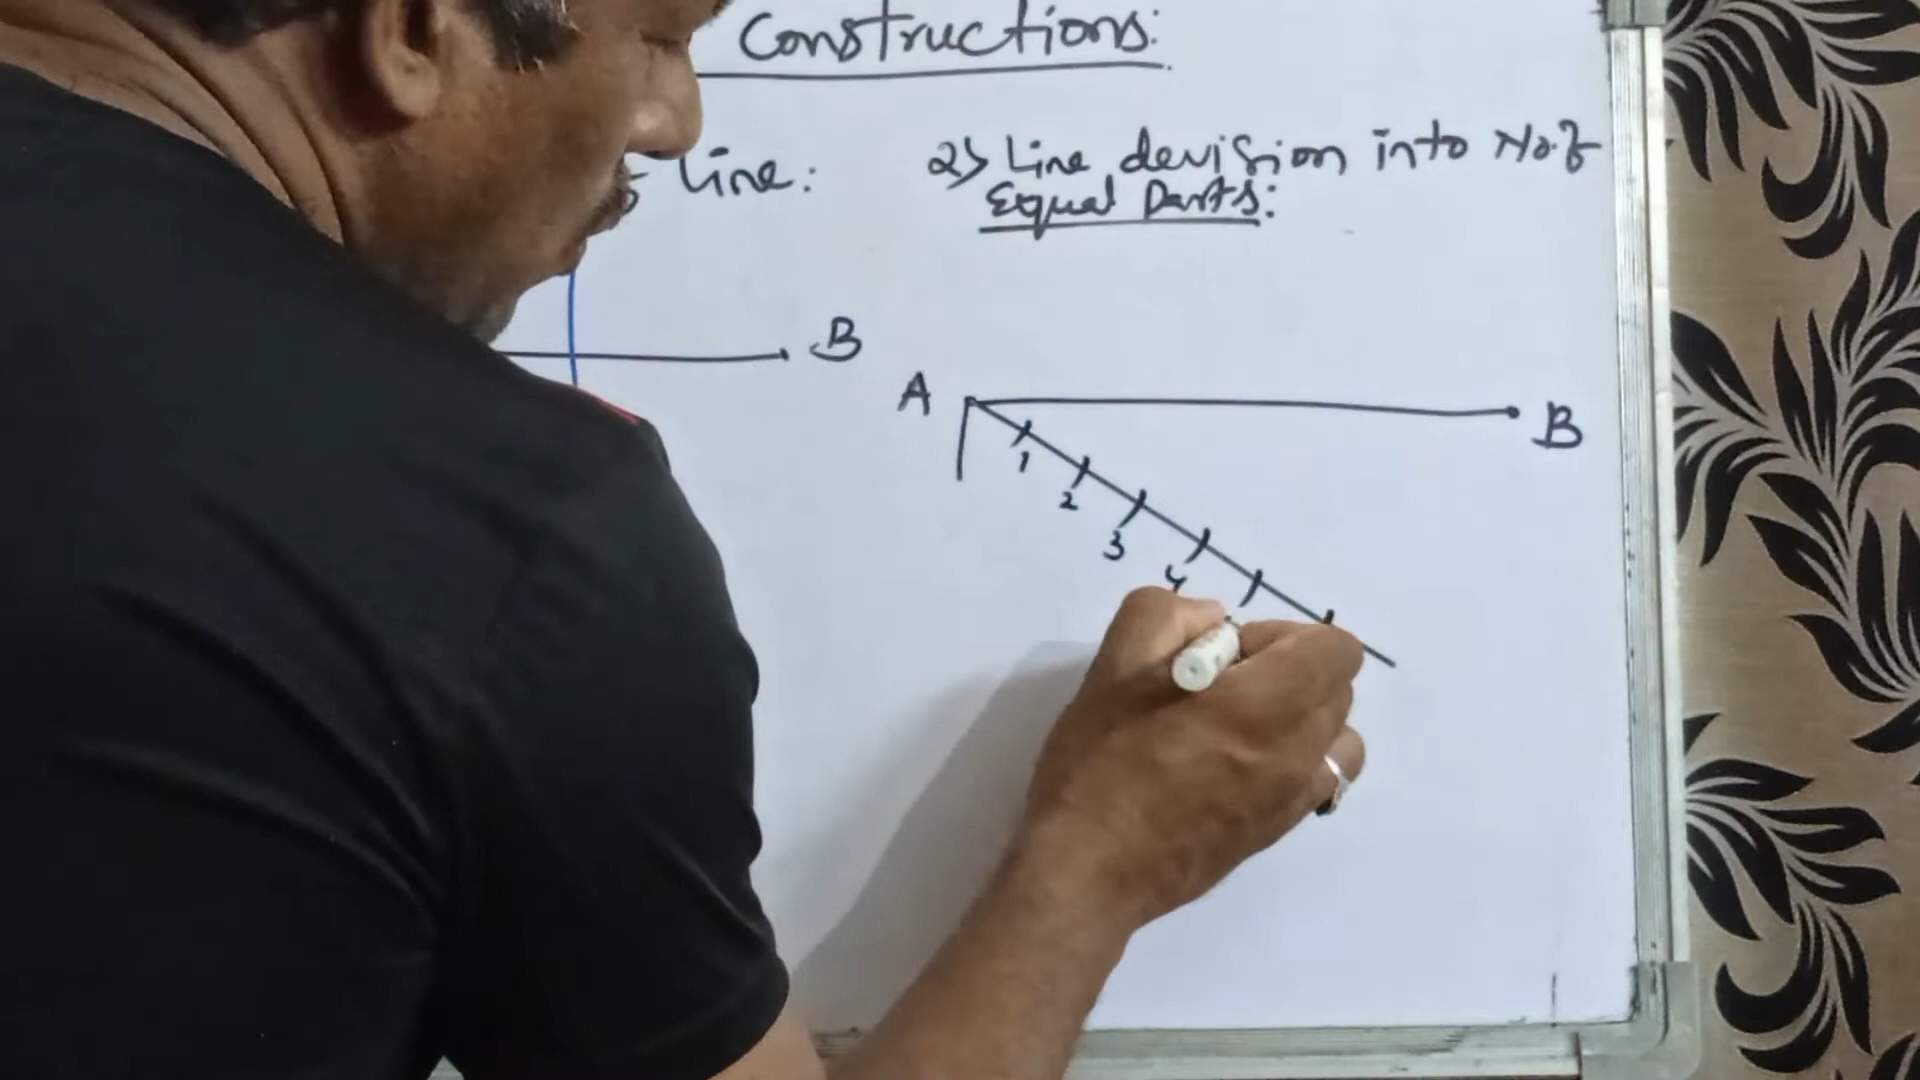 Constructions:
line:
2) Line devision into No. of
Equal Parts:
B
A
B
1
2
3
4